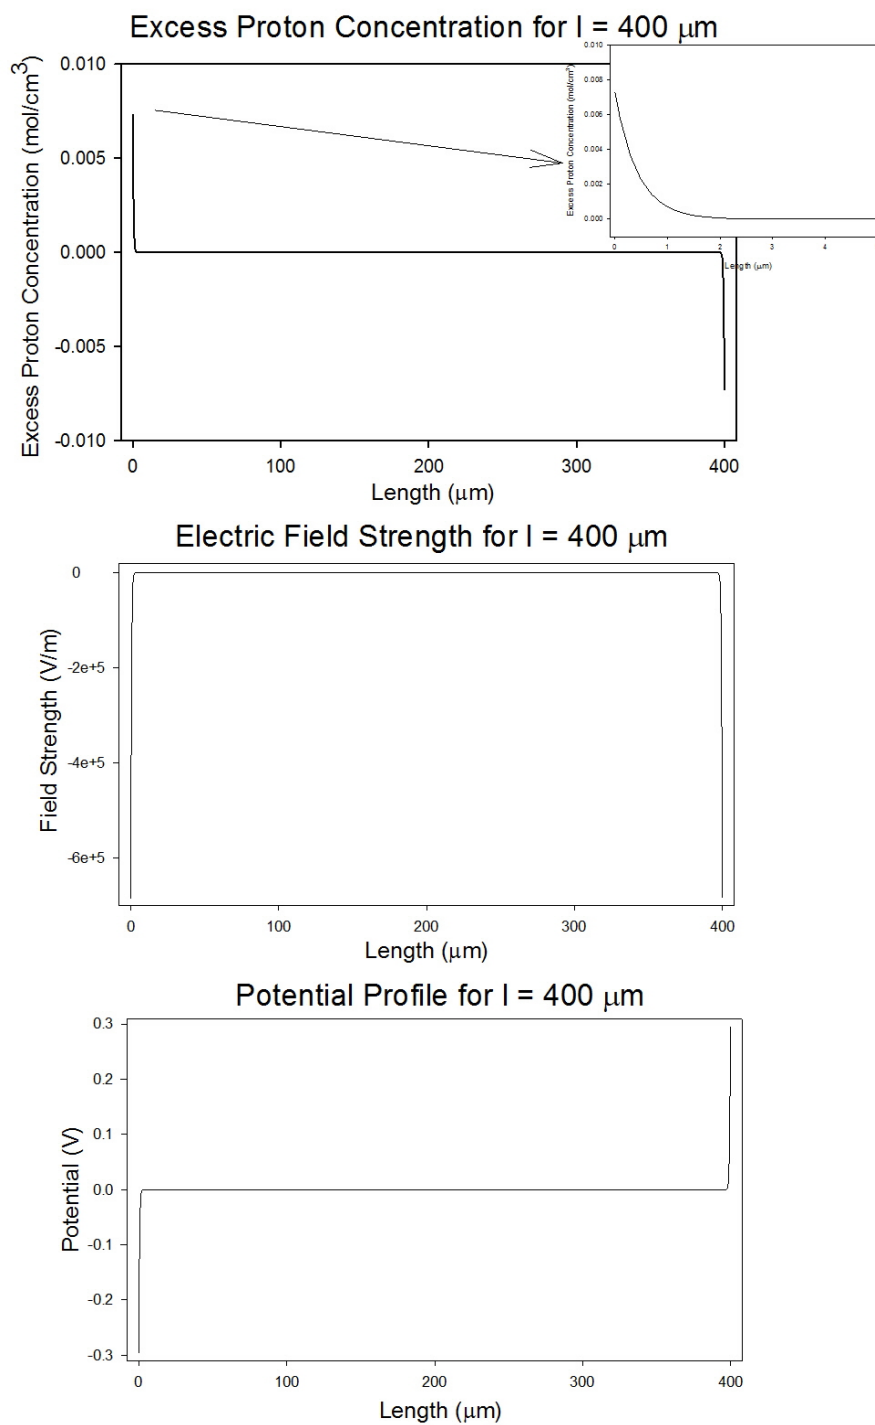 Excess Proton Concentration for l = 400 μm
Excess Proton Concentration (mol/cm³)
0.010
0.005
0.000
-0.005
-0.010
0
100
200
300
400
Length (μm)
Excess Proton Concentration (mol/cm³)
0.010
0.008
0.006
0.004
0.002
0.000
0
1
2
3
4
Length (μm)
Electric Field Strength for l = 400 μm
Field Strength (V/m)
0
-2e+5
-4e+5
-6e+5
0
100
200
300
400
Length (μm)
Potential Profile for l = 400 μm
Potential (V)
0.3
0.2
0.1
0.0
-0.1
-0.2
-0.3
0
100
200
300
400
Length (μm)